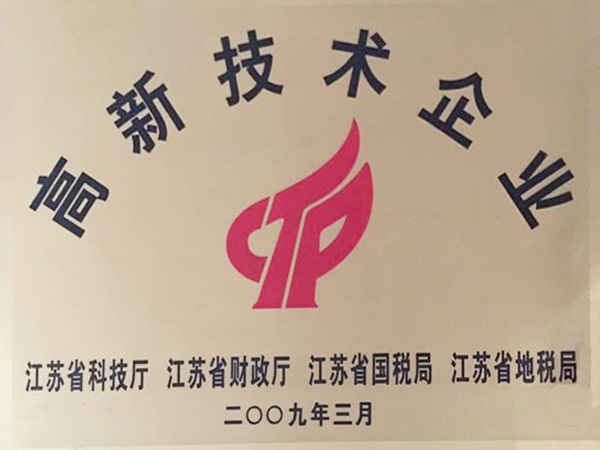 高新技术企业
CTP
江苏省科技厅 江苏省财政厅 江苏省国税局 江苏省地税局
二〇〇九年三月